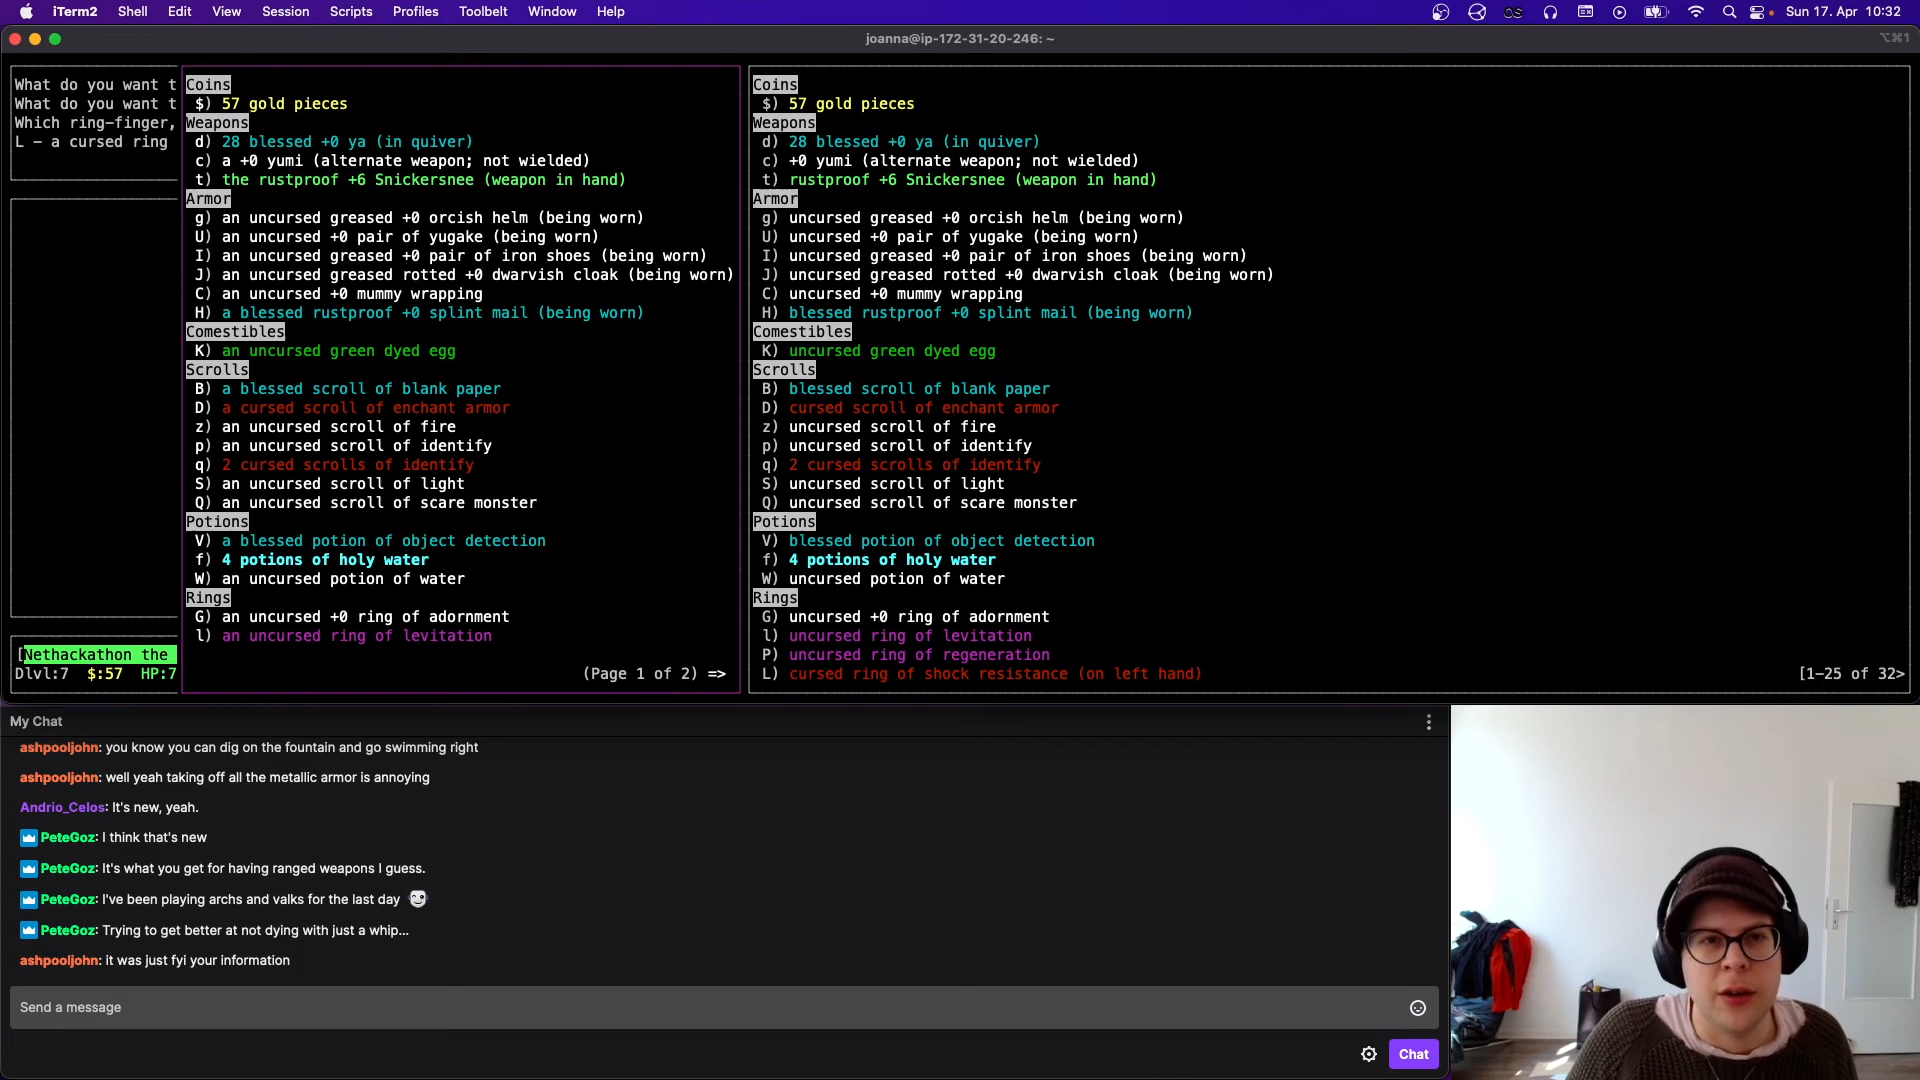 iTerm2 Shell Edit View Session Scripts Profiles Toolbelt Window Help Sun 17. Apr 10:32
joanna@ip-172-31-20-246: ~ ⌥⌘1
What do you want t
What do you want t
Which ring-finger,
L - a cursed ring
[Nethackathon the
Dlvl:7 $:57 HP:7
Coins
$) 57 gold pieces
Weapons
d) 28 blessed +0 ya (in quiver)
c) a +0 yumi (alternate weapon; not wielded)
t) the rustproof +6 Snickersnee (weapon in hand)
Armor
g) an uncursed greased +0 orcish helm (being worn)
U) an uncursed +0 pair of yugake (being worn)
I) an uncursed greased +0 pair of iron shoes (being worn)
J) an uncursed greased rotted +0 dwarvish cloak (being worn)
C) an uncursed +0 mummy wrapping
H) a blessed rustproof +0 splint mail (being worn)
Comestibles
K) an uncursed green dyed egg
Scrolls
B) a blessed scroll of blank paper
D) a cursed scroll of enchant armor
z) an uncursed scroll of fire
p) an uncursed scroll of identify
q) 2 cursed scrolls of identify
S) an uncursed scroll of light
Q) an uncursed scroll of scare monster
Potions
V) a blessed potion of object detection
f) 4 potions of holy water
W) an uncursed potion of water
Rings
G) an uncursed +0 ring of adornment
l) an uncursed ring of levitation
(Page 1 of 2) =>
Coins
$) 57 gold pieces
Weapons
d) 28 blessed +0 ya (in quiver)
c) +0 yumi (alternate weapon; not wielded)
t) rustproof +6 Snickersnee (weapon in hand)
Armor
g) uncursed greased +0 orcish helm (being worn)
U) uncursed +0 pair of yugake (being worn)
I) uncursed greased +0 pair of iron shoes (being worn)
J) uncursed greased rotted +0 dwarvish cloak (being worn)
C) uncursed +0 mummy wrapping
H) blessed rustproof +0 splint mail (being worn)
Comestibles
K) uncursed green dyed egg
Scrolls
B) blessed scroll of blank paper
D) cursed scroll of enchant armor
z) uncursed scroll of fire
p) uncursed scroll of identify
q) 2 cursed scrolls of identify
S) uncursed scroll of light
Q) uncursed scroll of scare monster
Potions
V) blessed potion of object detection
f) 4 potions of holy water
W) uncursed potion of water
Rings
G) uncursed +0 ring of adornment
l) uncursed ring of levitation
P) uncursed ring of regeneration
L) cursed ring of shock resistance (on left hand) [1-25 of 32>
My Chat
ashpooljohn: you know you can dig on the fountain and go swimming right
ashpooljohn: well yeah taking off all the metallic armor is annoying
Andrio_Celos: It's new, yeah.
PeteGoz: I think that's new
PeteGoz: It's what you get for having ranged weapons I guess.
PeteGoz: I've been playing archs and valks for the last day
PeteGoz: Trying to get better at not dying with just a whip...
ashpooljohn: it was just fyi your information
Send a message
Chat